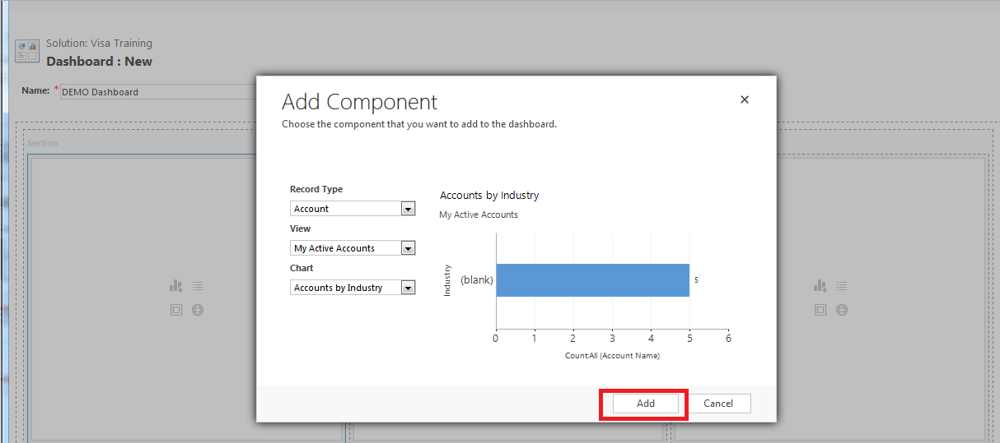 Solution: Visa Training
Dashboard : New
Name: * DEMO Dashboard
Section
Add Component
Choose the component that you want to add to the dashboard.
Record Type
Account
View
My Active Accounts
Chart
Accounts by Industry
Accounts by Industry
My Active Accounts
Industry
(blank)
5
0 1 2 3 4 5 6
Count:All (Account Name)
Add Cancel